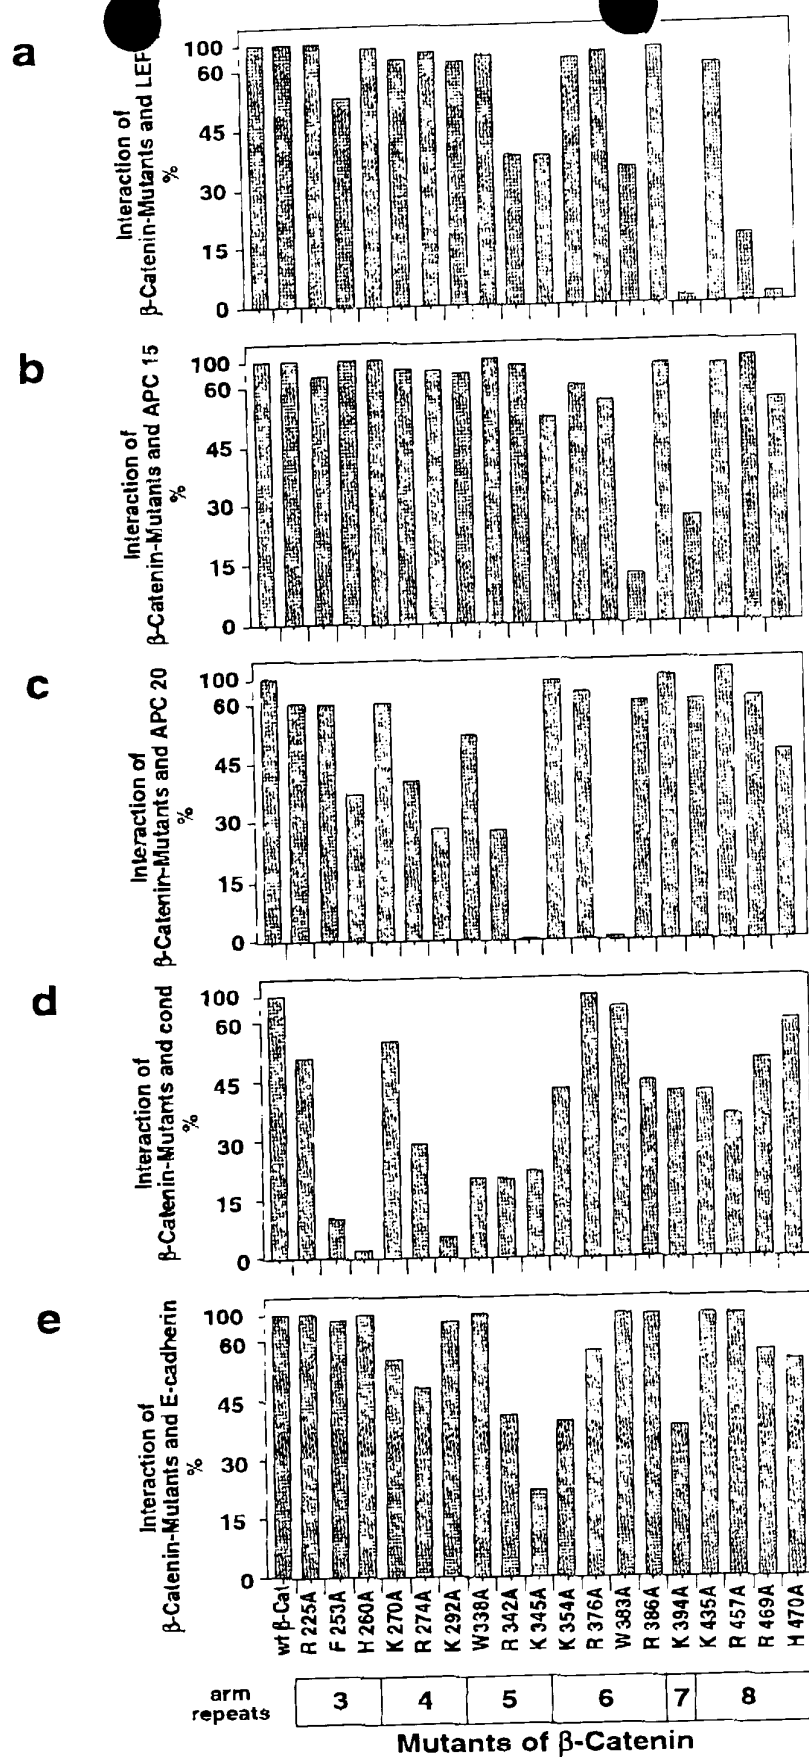 a
Interaction of
β-Catenin-Mutants and LEF
%
100
60
45
30
15
0
b
Interaction of
β-Catenin-Mutants and APC 15
%
100
60
45
30
15
0
c
Interaction of
β-Catenin-Mutants and APC 20
%
100
60
45
30
15
0
d
Interaction of
β-Catenin-Mutants and cond
%
100
60
45
30
15
0
e
Interaction of
β-Catenin-Mutants and E-cadherin
%
100
60
45
30
15
0
wt β-Cat
R 225A
F 253A
H 260A
K 270A
R 274A
K 292A
W338A
R 342A
K 345A
K 354A
R 376A
W383A
R 386A
K 394A
K 435A
R 457A
R 469A
H 470A
arm
repeats
3 4 5 6 7 8
Mutants of β-Catenin